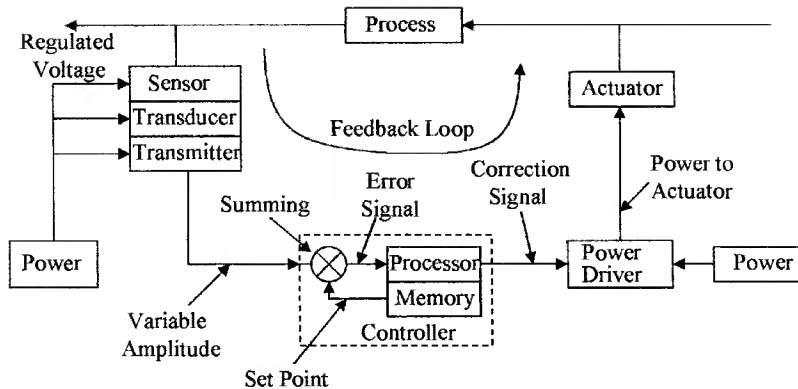 Process
Regulated
Voltage
Sensor
Transducer
Transmitter
Actuator
Feedback Loop
Power to
Actuator
Error
Signal
Correction
Signal
Summing
Power
Processor
Memory
Controller
Power
Driver
Power
Variable
Amplitude
Set Point